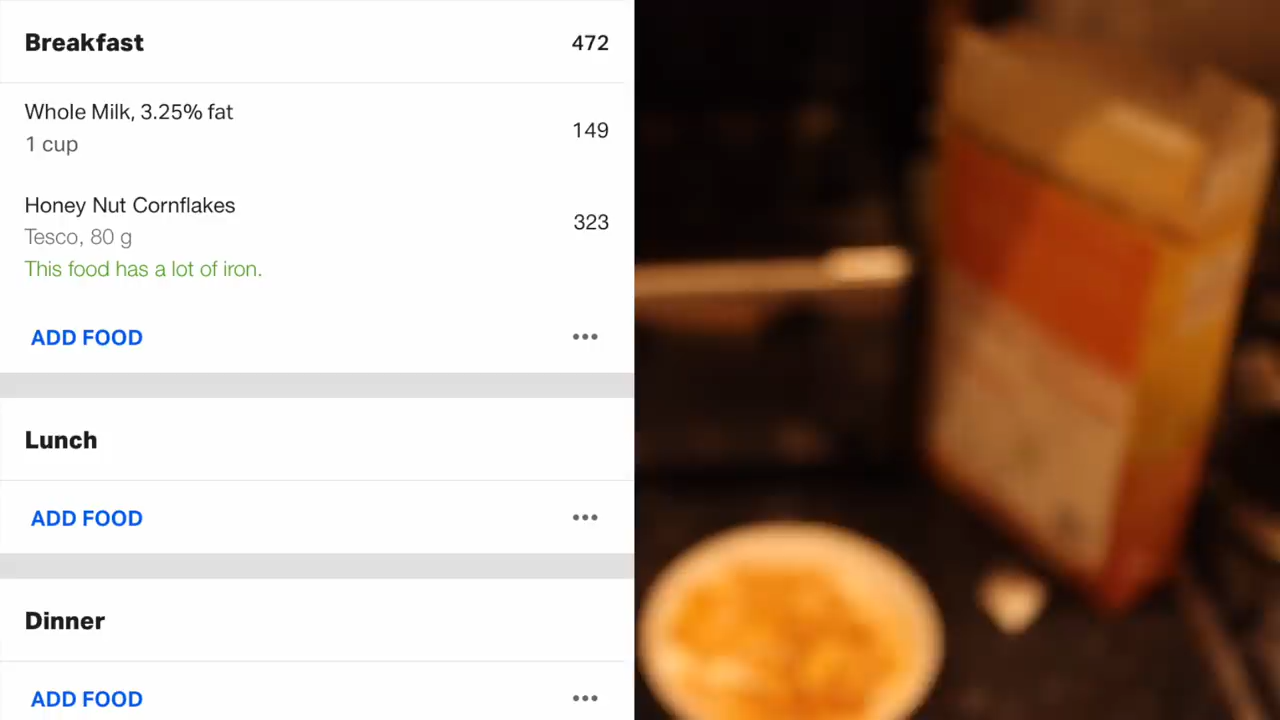 Breakfast 472
Whole Milk, 3.25% fat
1 cup
149
Honey Nut Cornflakes
Tesco, 80 g
323
This food has a lot of iron.
ADD FOOD
Lunch
ADD FOOD
Dinner
ADD FOOD